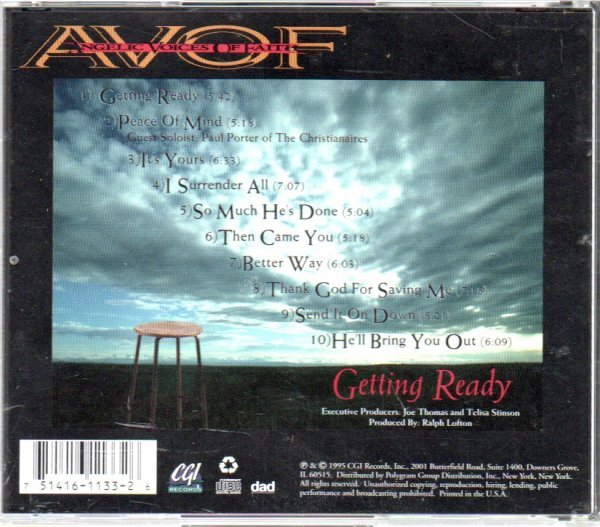 AVOF
ANGELIC VOICES OF FAITH
1) Getting Ready (5:42)
2) Peace Of Mind (5:18)
Guest Soloist, Paul Porter of The Christianaires
3) It's Yours (6:33)
4) I Surrender All (7:07)
5) So Much He's Done (5:04)
6) Then Came You (5:18)
7) Better Way (6:03)
8) Thank God For Saving Me
9) Send It On Down (5:21)
10) He'll Bring You Out (6:09)
Getting Ready
Executive Producers: Joe Thomas and Telisa Stinson
Produced By: Ralph Lofton
7 51416-1133-2 6
CGI
RECORDS
COMPACT
disc
DIGITAL AUDIO
dad
℗ & © 1995 CGI Records, Inc., 2001 Butterfield Road, Suite 1400, Downers Grove,
IL 60515. Distributed by Polygram Group Distribution, Inc., New York, New York.
Unauthorized copying, reproduction, hiring, lending, public
performance and broadcasting prohibited. Printed in the U.S.A.